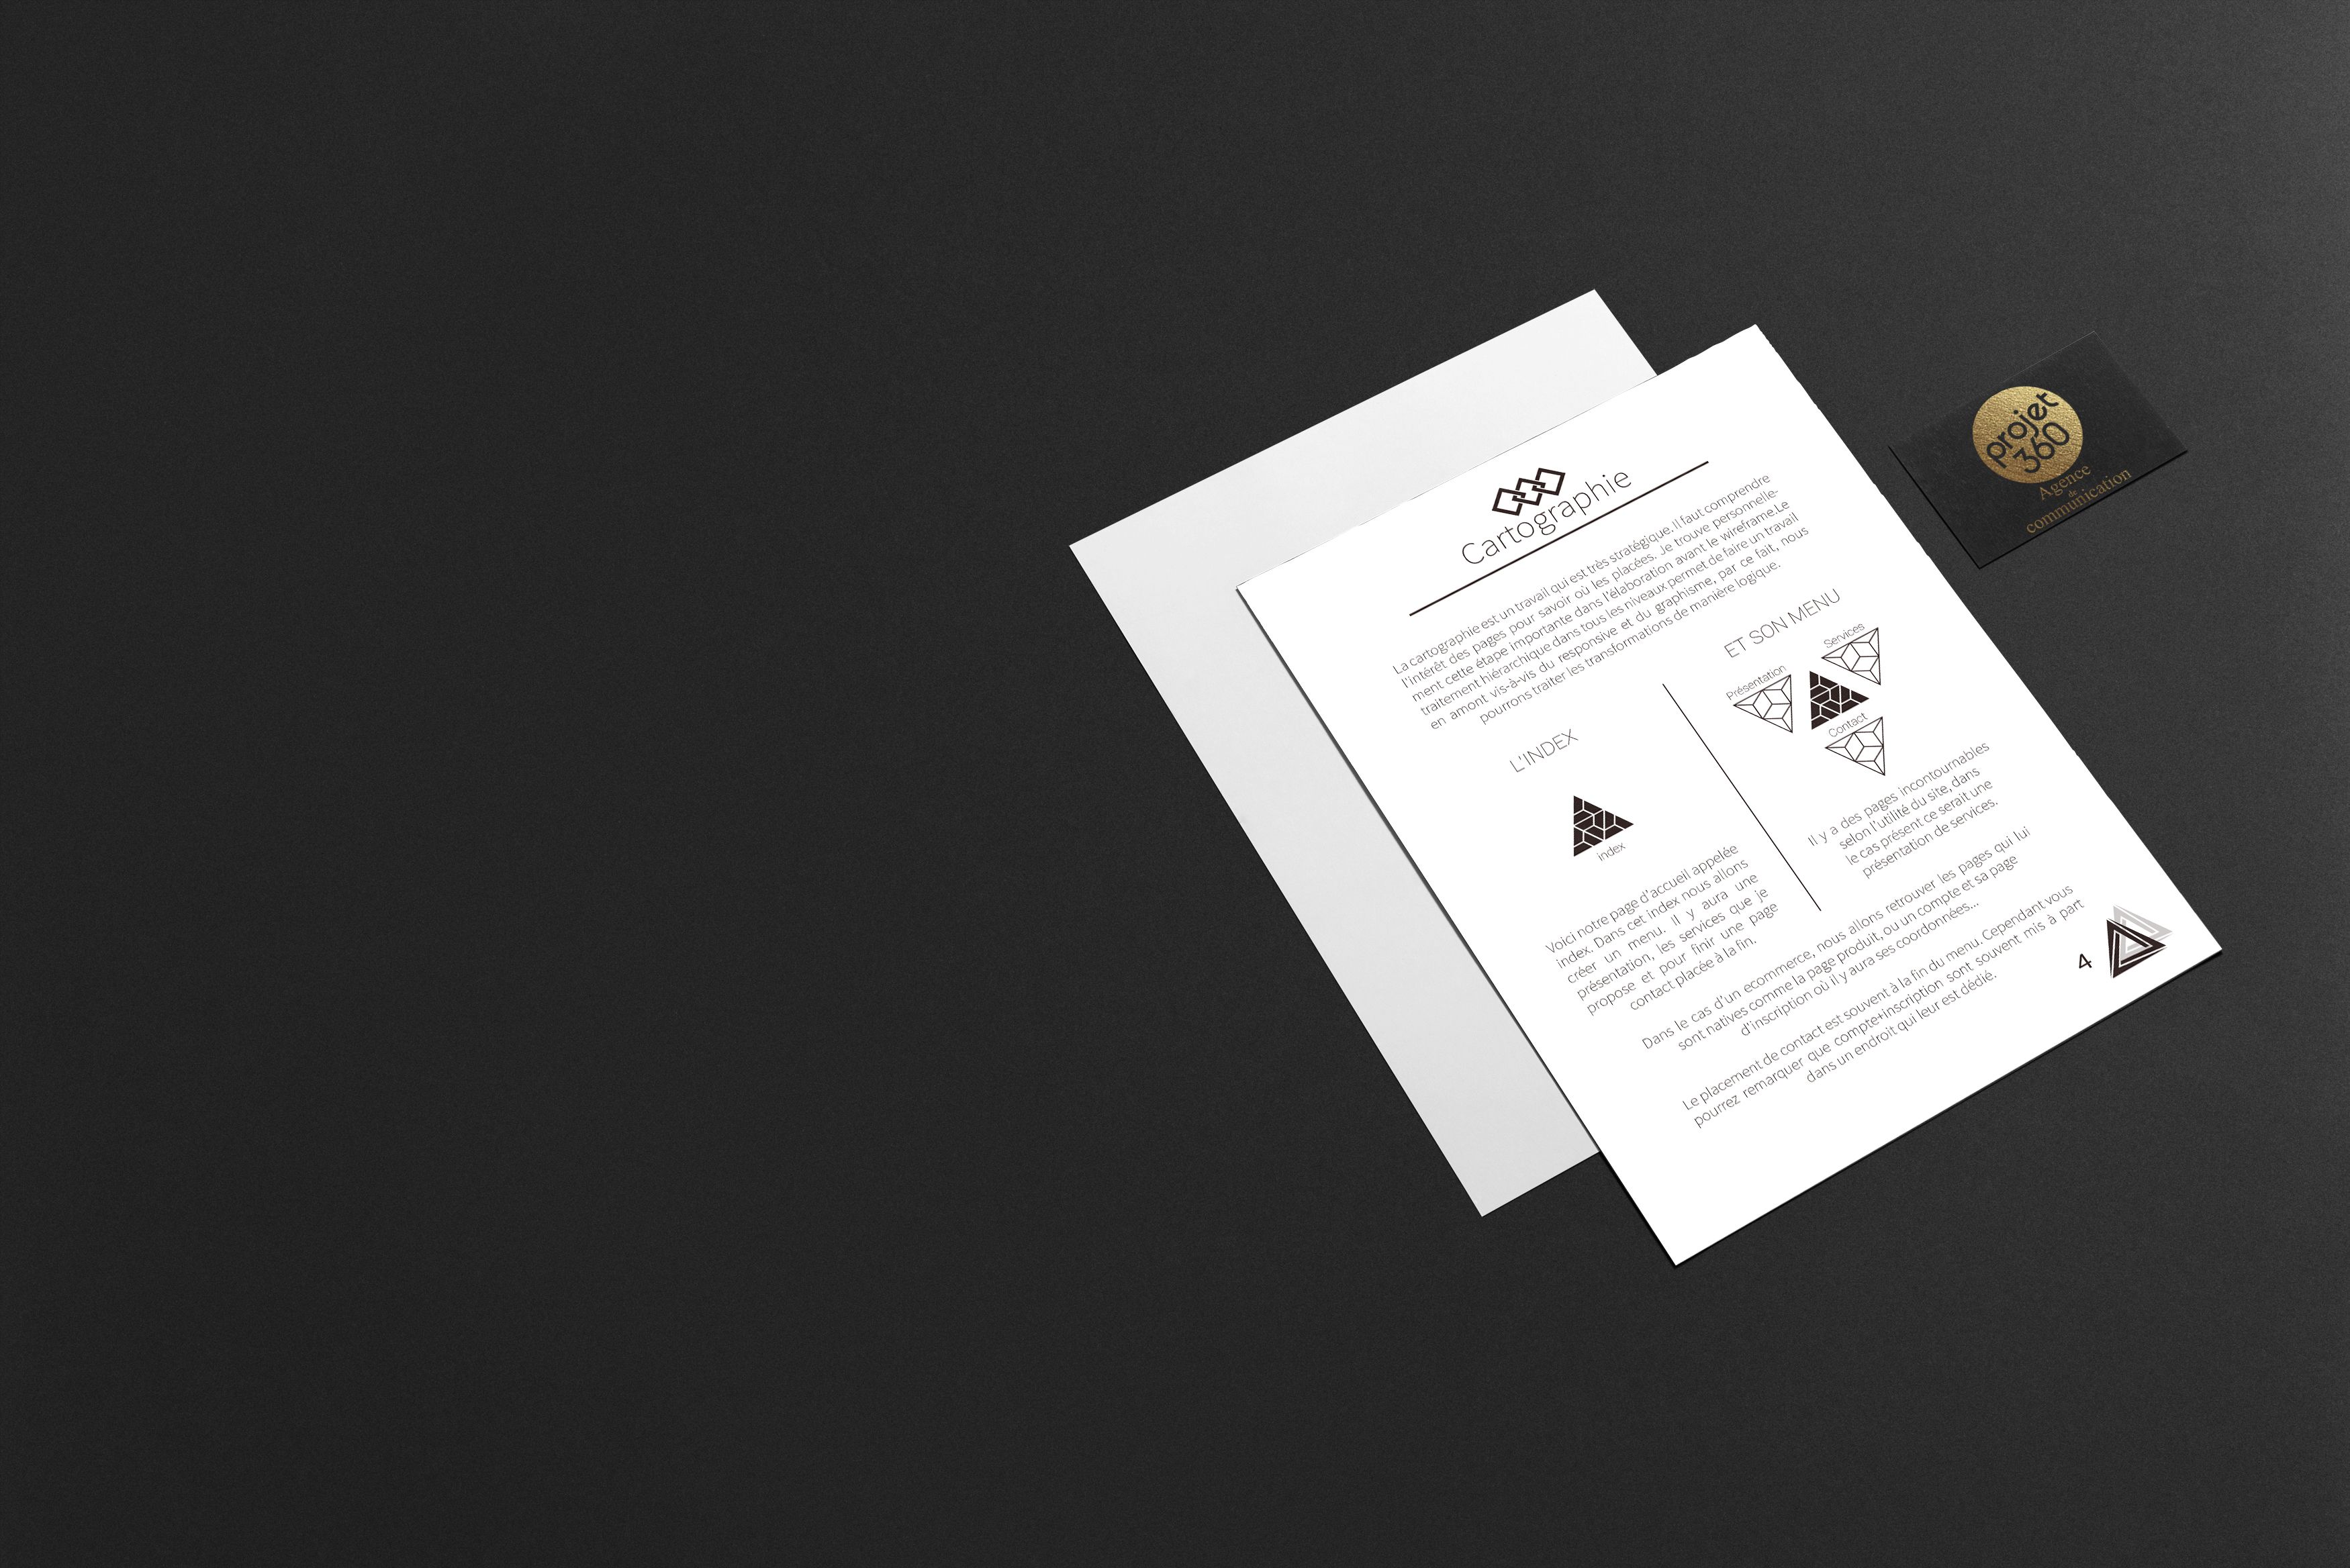 Cartographie
La cartographie est un travail qui est très stratégique. Il faut comprendre
l'intérêt des pages pour savoir où les placées. Je trouve personnelle-
ment cette étape importante dans l'élaboration avant le wireframe.Le
traitement hiérarchique dans tous les niveaux permet de faire un travail
en amont vis-à-vis du responsive et du graphisme, par ce fait, nous
pourrons traiter les transformations de manière logique.
L'INDEX
index
Voici notre page d'accueil appelée
index. Dans cet index nous allons
créer un menu. Il y aura une
présentation, les services que je
propose et pour finir une page
contact placée à la fin.
ET SON MENU
Services
Présentation
Contact
Il y a des pages incontournables
selon l'utilité du site, dans
le cas présent ce serait une
présentation de services.
Dans le cas d'un ecommerce, nous allons retrouver les pages qui lui
sont natives comme la page produit, ou un compte et sa page
d'inscription où il y aura ses coordonnées...
Le placement de contact est souvent à la fin du menu. Cependant vous
pourrez remarquer que compte+inscription sont souvent mis à part
dans un endroit qui leur est dédié.
4
projet
360
Agence
de
communication